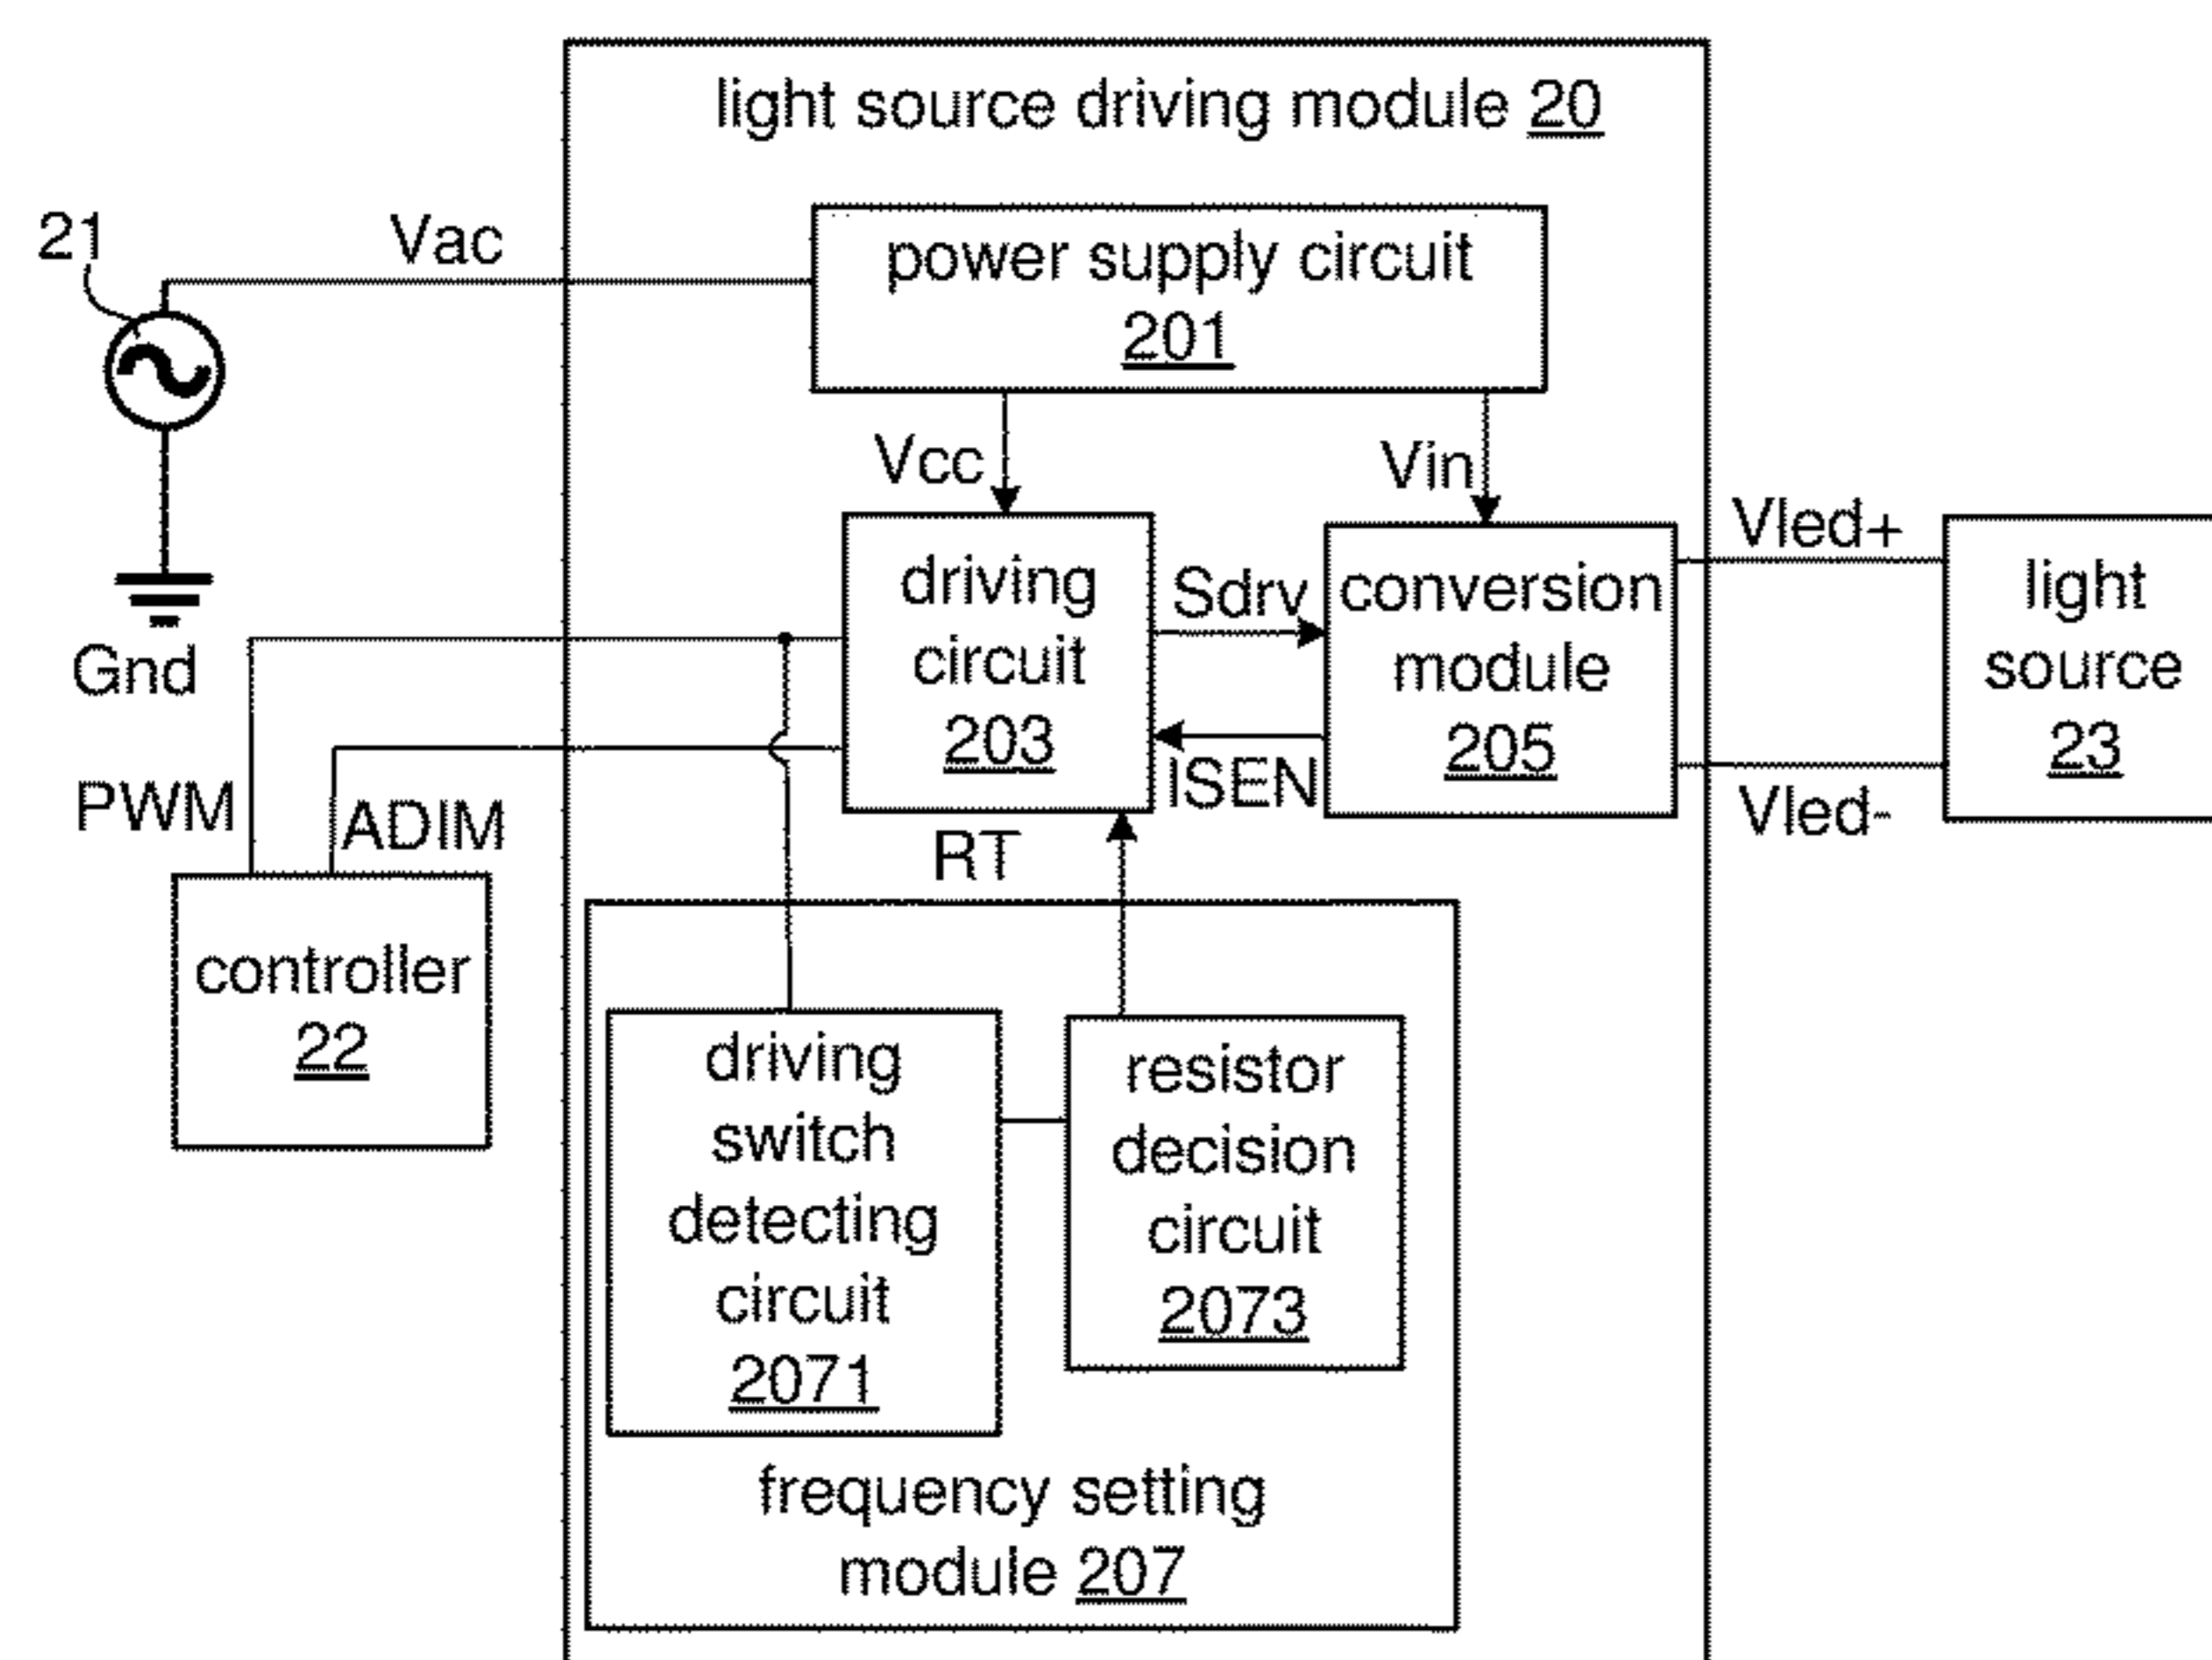 light source driving module 20
21
Vac
power supply circuit
201
Vcc
Vin
Vled+
driving
circuit
203
Sdrv
ISEN
conversion
module
205
light
source
23
Gnd
PWM
ADIM
RT
Vled-
controller
22
driving
switch
detecting
circuit
2071
resistor
decision
circuit
2073
frequency setting
module 207